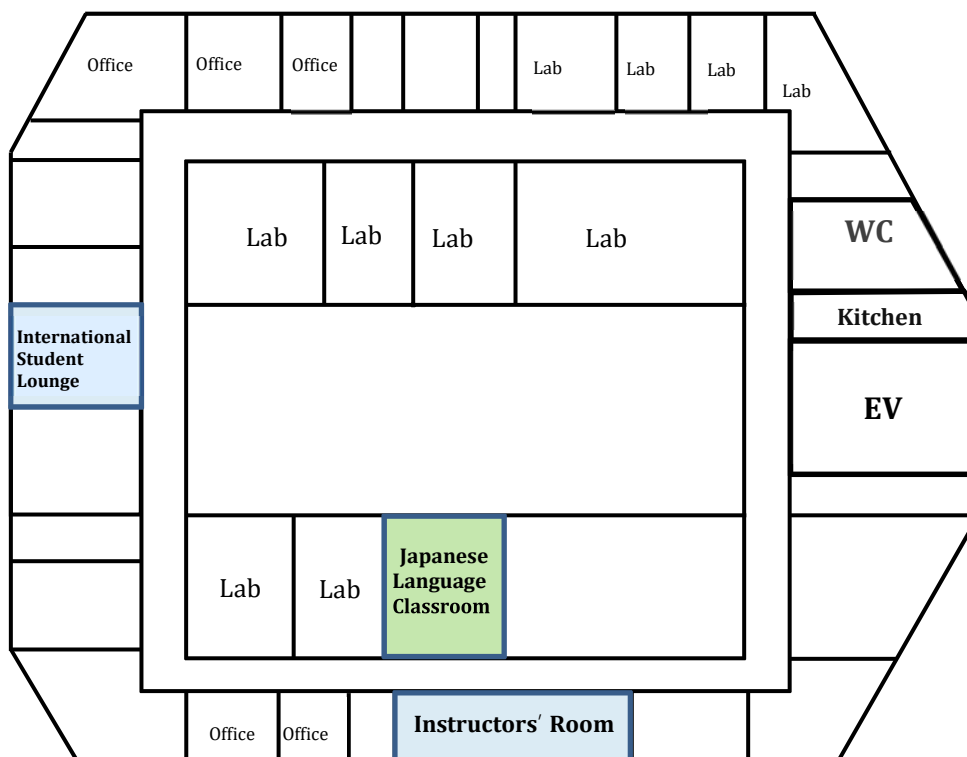 Office
Office
Office
Lab
Lab
Lab
Lab
Lab
Lab
Lab
Lab
WC
Kitchen
International
Student
Lounge
EV
Japanese
Language
Classroom
Lab
Lab
Office
Office
Instructors' Room